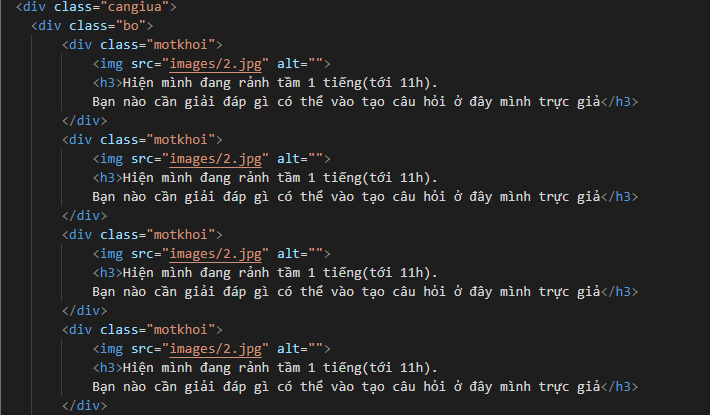 <div class="cangiua">
<div class="bo">
<div class="motkhoi">
<img src="images/2.jpg" alt="">
<h3>Hiện mình đang rảnh tầm 1 tiếng(tới 11h).
Bạn nào cần giải đáp gì có thể vào tạo câu hỏi ở đây mình trực giả</h3>
</div>
<div class="motkhoi">
<img src="images/2.jpg" alt="">
<h3>Hiện mình đang rảnh tầm 1 tiếng(tới 11h).
Bạn nào cần giải đáp gì có thể vào tạo câu hỏi ở đây mình trực giả</h3>
</div>
<div class="motkhoi">
<img src="images/2.jpg" alt="">
<h3>Hiện mình đang rảnh tầm 1 tiếng(tới 11h).
Bạn nào cần giải đáp gì có thể vào tạo câu hỏi ở đây mình trực giả</h3>
</div>
<div class="motkhoi">
<img src="images/2.jpg" alt="">
<h3>Hiện mình đang rảnh tầm 1 tiếng(tới 11h).
Bạn nào cần giải đáp gì có thể vào tạo câu hỏi ở đây mình trực giả</h3>
</div>